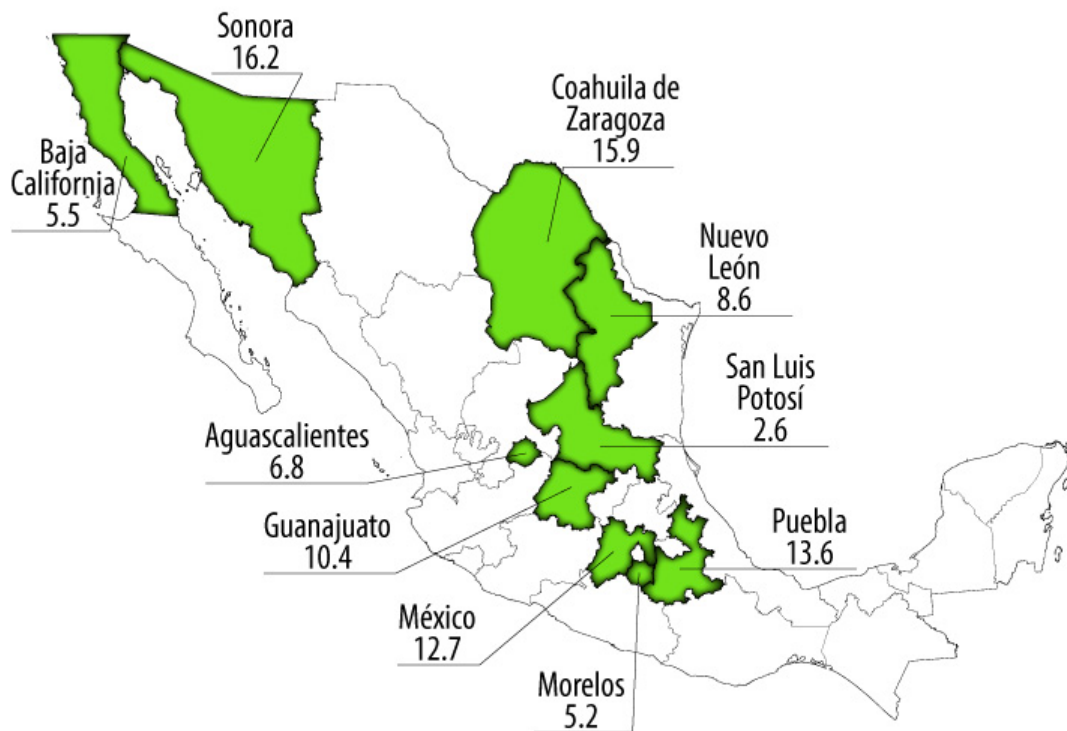 Sonora
16.2
Coahuila de
Zaragoza
15.9
Baja
California
5.5
Nuevo
León
8.6
San Luis
Potosí
2.6
Aguascalientes
6.8
Guanajuato
10.4
Puebla
13.6
México
12.7
Morelos
5.2